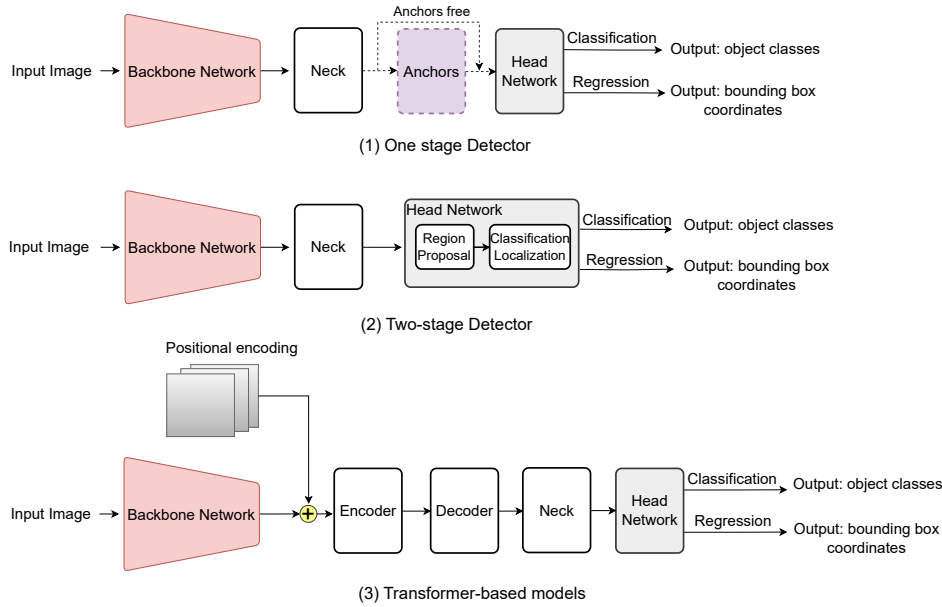 Anchors free
Input Image
Backbone Network
Neck
Anchors
Head
Network
Classification
Output: object classes
Regression
Output: bounding box
coordinates
(1) One stage Detector
Input Image
Backbone Network
Neck
Head Network
Region
Proposal
Classification
Localization
Classification
Output: object classes
Regression
Output: bounding box
coordinates
(2) Two-stage Detector
Positional encoding
Input Image
Backbone Network
+
Encoder
Decoder
Neck
Head
Network
Classification
Output: object classes
Regression
Output: bounding box
coordinates
(3) Transformer-based models